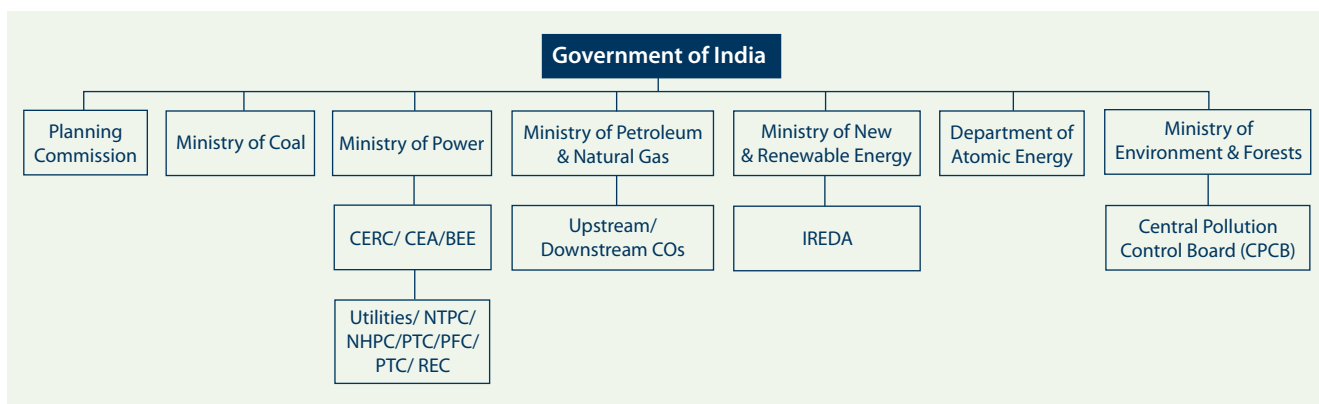 Government of India
Planning
Commission
Ministry of Coal
Ministry of Power
Ministry of Petroleum
& Natural Gas
Ministry of New
& Renewable Energy
Department of
Atomic Energy
Ministry of
Environment & Forests
CERC/ CEA/BEE
Upstream/
Downstream COs
IREDA
Central Pollution
Control Board (CPCB)
Utilities/ NTPC/
NHPC/PTC/PFC/
PTC/ REC